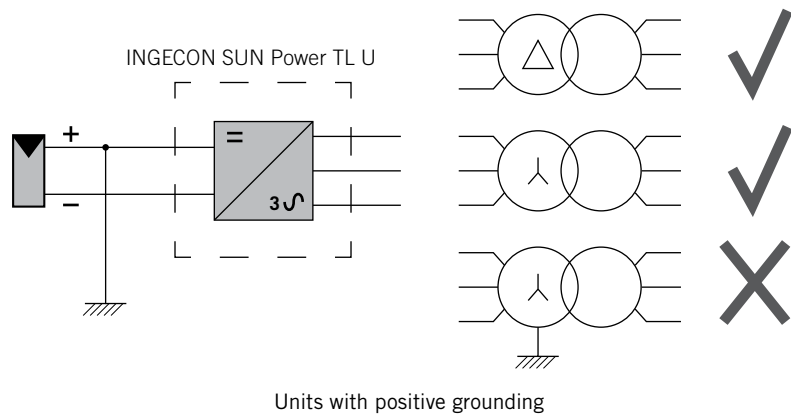 INGECON SUN Power TL U
+
=
−
3
Units with positive grounding